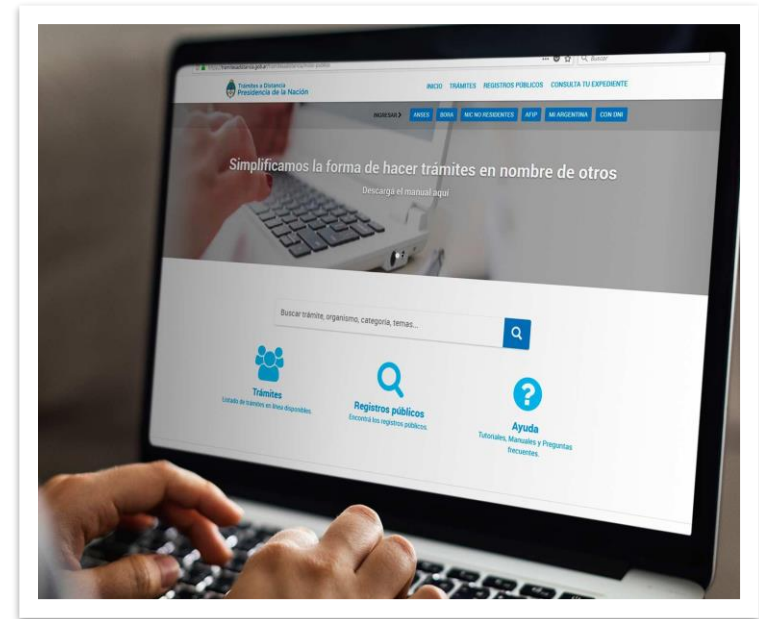 Buscar
Trámites a Distancia
Presidencia de la Nación
INICIO TRÁMITES REGISTROS PÚBLICOS CONSULTA TU EXPEDIENTE
INGRESAR ANSES BORA NIC NO RESIDENTES AFIP MI ARGENTINA CON DNI
Simplificamos la forma de hacer trámites en nombre de otros
Descargá el manual aquí
Buscar trámite, organismo, categoría, temas...
Trámites
Listado de trámites en línea disponibles.
Registros públicos
Encontrá los registros públicos.
Ayuda
Tutoriales, Manuales y Preguntas
frecuentes.